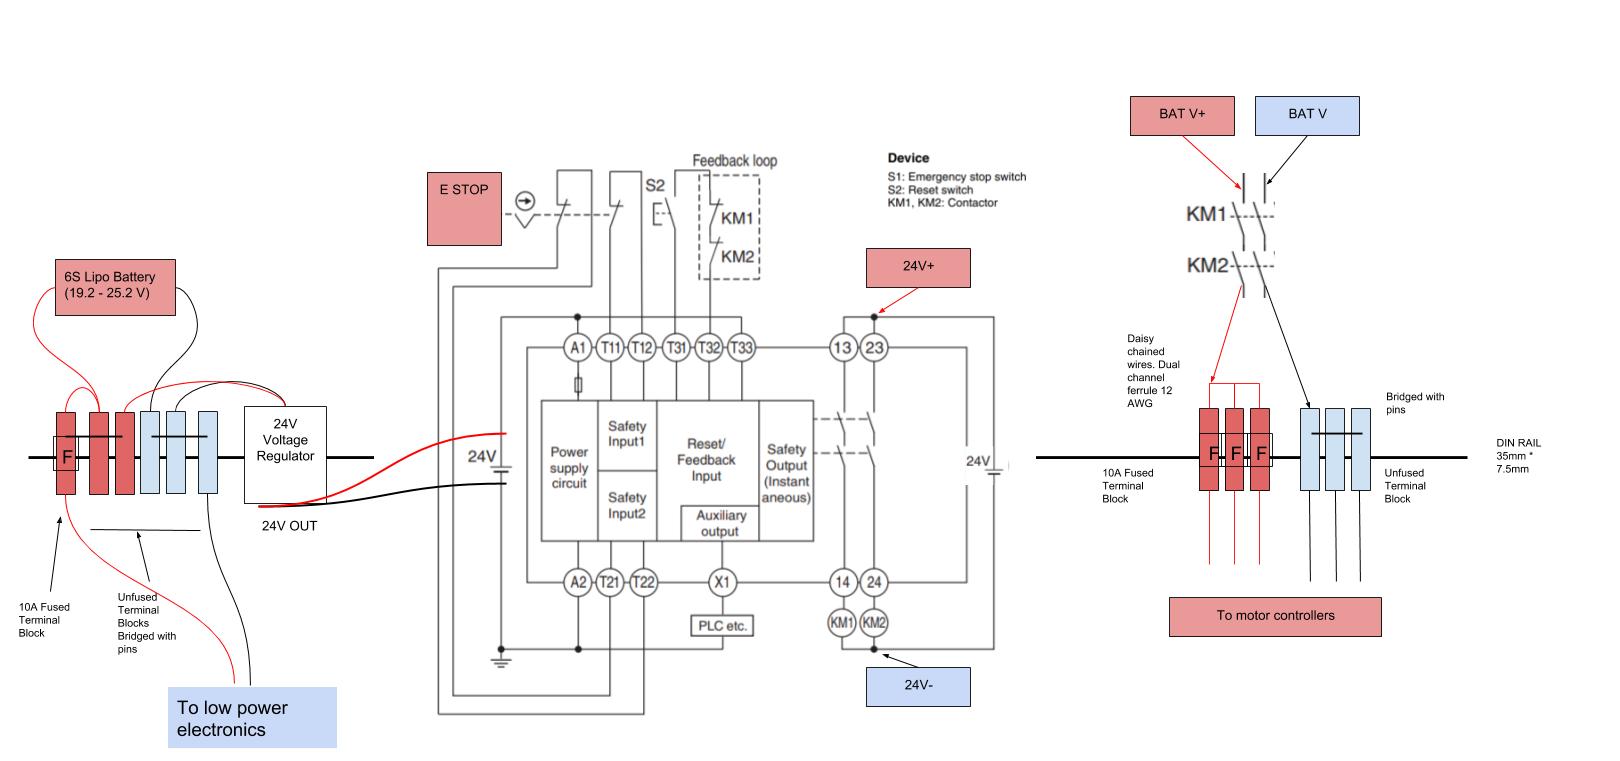 BAT V+
BAT V
Feedback loop
Device
S1: Emergency stop switch
S2: Reset switch
KM1, KM2: Contactor
E STOP
S2
KM1
KM2
KM1
KM2
24V+
6S Lipo Battery
(19.2 - 25.2 V)
A1
T11
T12
T31
T32
T33
13
23
Daisy
chained
wires. Dual
channel
ferrule 12
AWG
Bridged with
pins
F
24V
Voltage
Regulator
24V
Power
supply
circuit
Safety
Input1
Safety
Input2
Reset/
Feedback
Input
Auxiliary
output
Safety
Output
(Instant
aneous)
24V
F
F
F
10A Fused
Terminal
Block
Unfused
Terminal
Block
DIN RAIL
35mm *
7.5mm
24V OUT
A2
T21
T22
X1
14
24
PLC etc.
KM1
KM2
10A Fused
Terminal
Block
Unfused
Terminal
Blocks
Bridged with
pins
To motor controllers
24V-
To low power
electronics